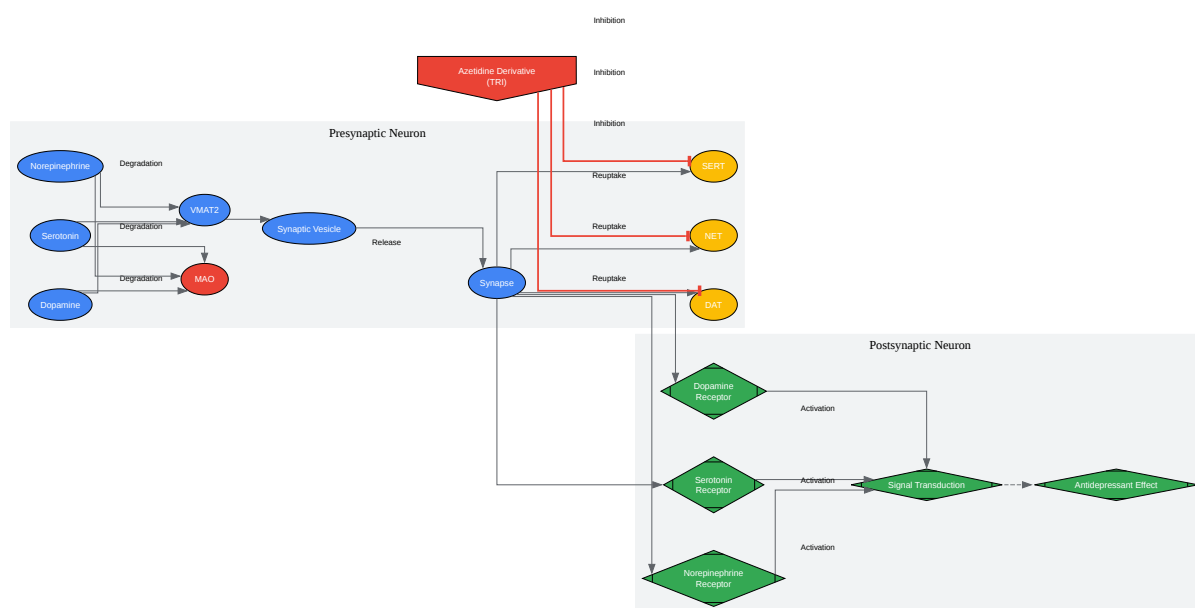 Inhibition
Azetidine Derivative
(TRI)
Inhibition
Inhibition
Presynaptic Neuron
Norepinephrine
Degradation
SERT
Reuptake
VMAT2
Synaptic Vesicle
Degradation
Reuptake
Serotonin
NET
Release
MAO
Degradation
Synapse
Reuptake
Dopamine
DAT
Postsynaptic Neuron
Dopamine
Receptor
Activation
Serotonin
Receptor
Activation
Signal Transduction
Antidepressant Effect
Activation
Norepinephrine
Receptor